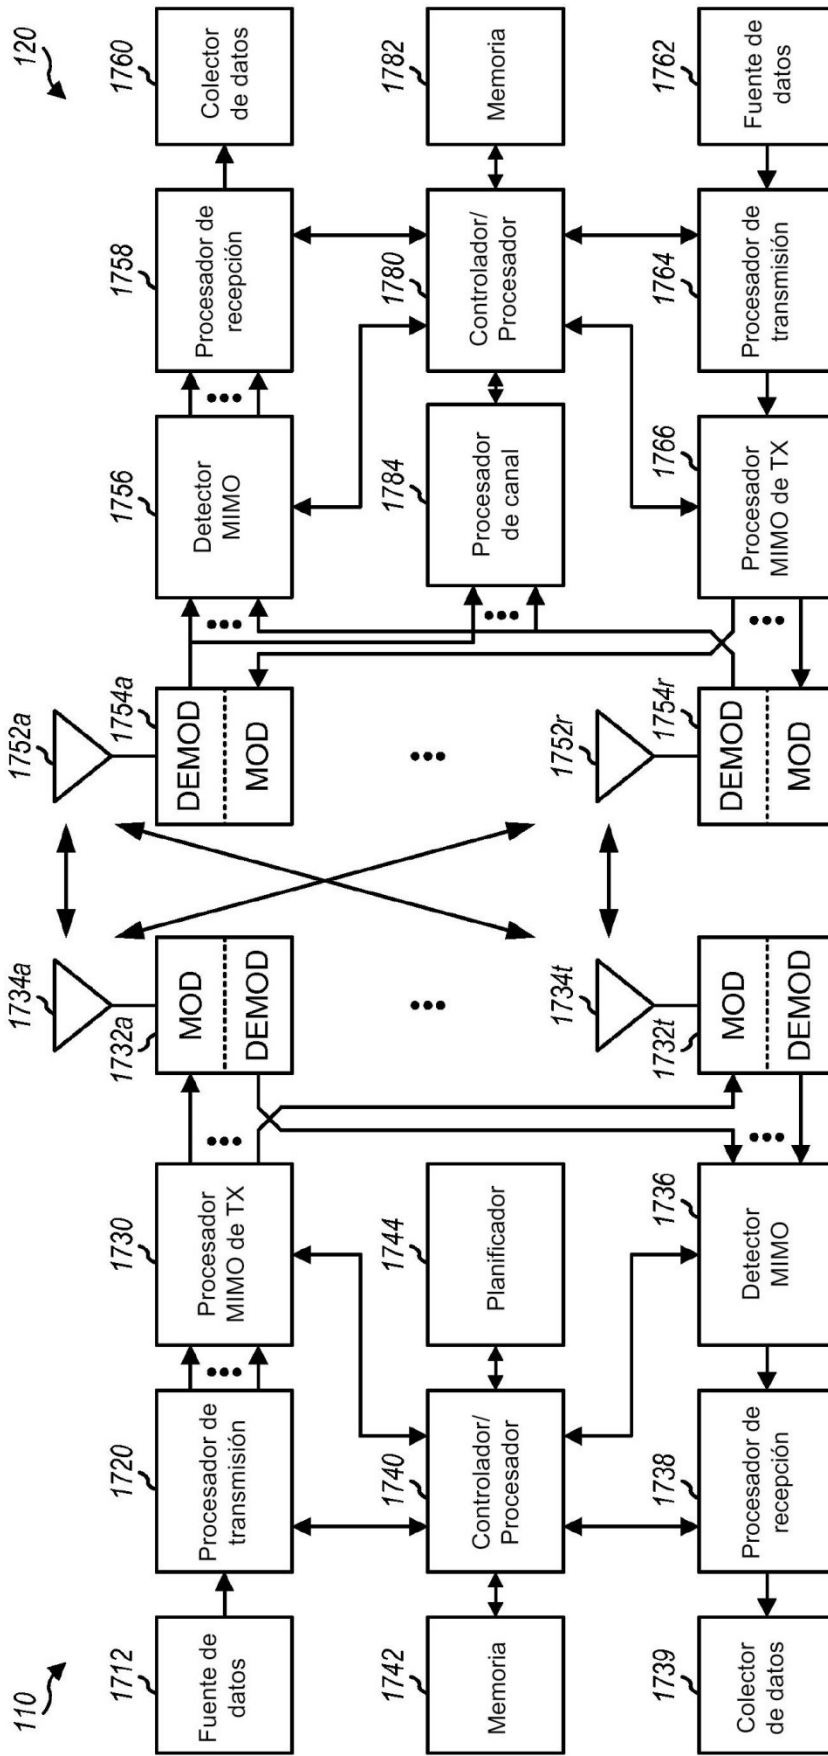 110
120
1712
1720
1730
1732a
1734a
1752a
1754a
1756
1758
1760
Fuente de
datos
Procesador de
transmisión
Procesador
MIMO de TX
MOD
DEMOD
DEMOD
MOD
Detector
MIMO
Procesador de
recepción
Colector
de datos
1742
1740
1744
1784
1780
1782
Memoria
Controlador/
Procesador
Planificador
Procesador
de canal
Controlador/
Procesador
Memoria
1739
1738
1736
1732t
1734t
1752r
1754r
1766
1764
1762
Colector
de datos
Procesador de
recepción
Detector
MIMO
MOD
DEMOD
DEMOD
MOD
Procesador
MIMO de TX
Procesador de
transmisión
Fuente de
datos